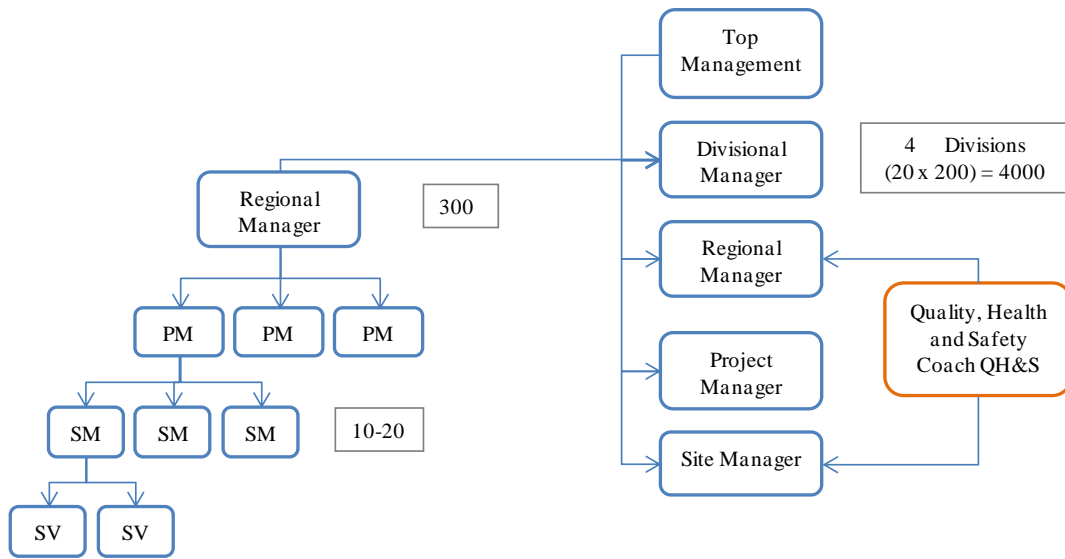 Top
Management
Divisional
Manager
4 Divisions
(20 x 200) = 4000
Regional
Manager
300
Regional
Manager
PM
PM
PM
Quality, Health
and Safety
Coach QH&S
Project
Manager
SM
SM
SM
10-20
Site Manager
SV
SV